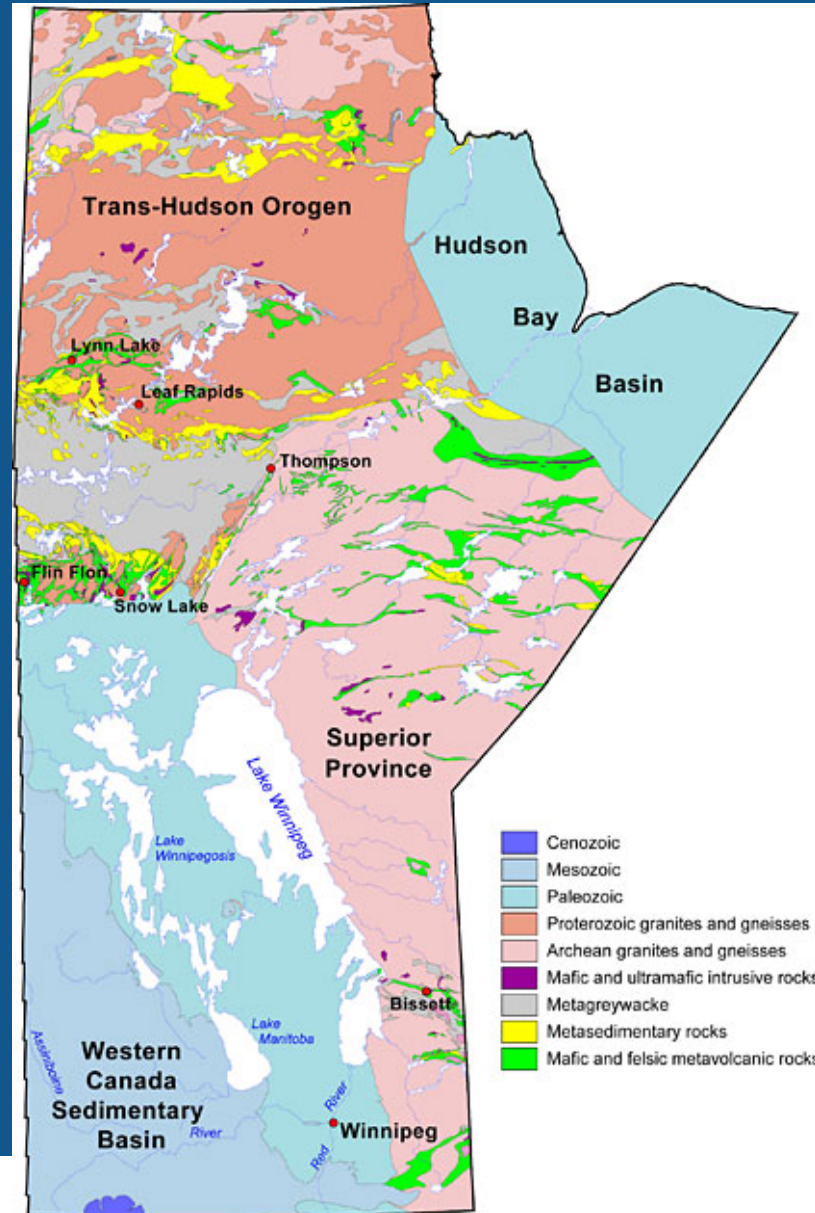 Trans-Hudson Orogen
Hudson
Bay
Basin
Lynn Lake
Leaf Rapids
Thompson
Flin Flon
Snow Lake
Superior
Province
Lake Winnipeg
Lake
Winnipegosis
Cenozoic
Mesozoic
Paleozoic
Proterozoic granites and gneisses
Archean granites and gneisses
Mafic and ultramafic intrusive rocks
Metagreywacke
Metasedimentary rocks
Mafic and felsic metavolcanic rocks
Bissett
Lake
Manitoba
Assiniboine
River
Western
Canada
Sedimentary
Basin
Red
River
Winnipeg